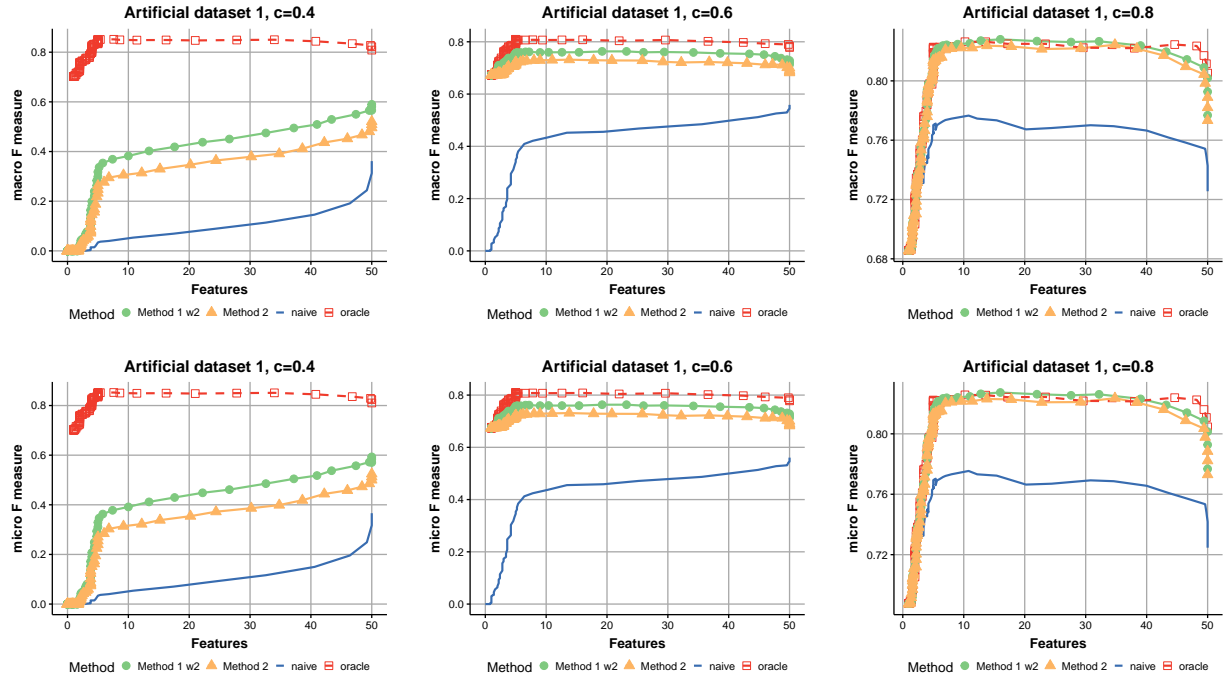 Artificial dataset 1, c=0.4
macro F measure
0.8
0.6
0.4
0.2
0.0
0 10 20 30 40 50
Features
Method Method 1 w2 Method 2 naive oracle
Artificial dataset 1, c=0.6
macro F measure
0.8
0.6
0.4
0.2
0.0
0 10 20 30 40 50
Features
Method Method 1 w2 Method 2 naive oracle
Artificial dataset 1, c=0.8
macro F measure
0.80
0.76
0.72
0.68
0 10 20 30 40 50
Features
Method Method 1 w2 Method 2 naive oracle
Artificial dataset 1, c=0.4
micro F measure
0.8
0.6
0.4
0.2
0.0
0 10 20 30 40 50
Features
Method Method 1 w2 Method 2 naive oracle
Artificial dataset 1, c=0.6
micro F measure
0.8
0.6
0.4
0.2
0.0
0 10 20 30 40 50
Features
Method Method 1 w2 Method 2 naive oracle
Artificial dataset 1, c=0.8
micro F measure
0.80
0.76
0.72
0 10 20 30 40 50
Features
Method Method 1 w2 Method 2 naive oracle